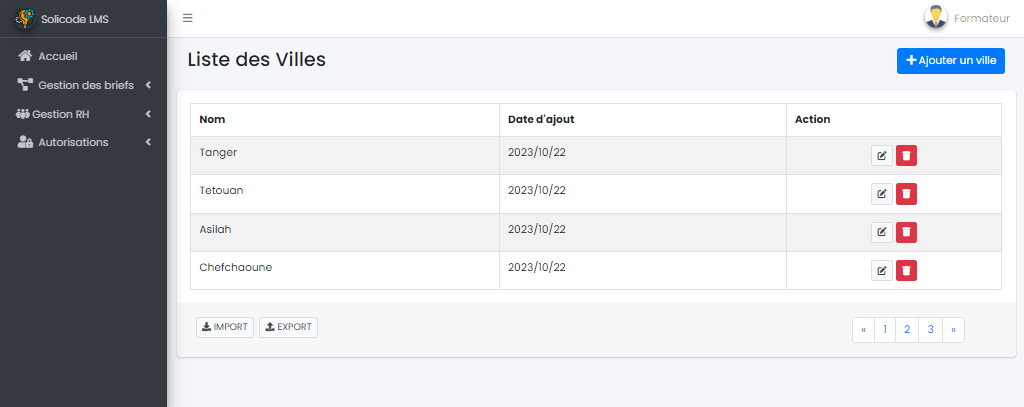 Solicode LMS
Formateur
Accueil
Gestion des briefs
Gestion RH
Autorisations
Liste des Villes
Ajouter un ville
Nom Date d'ajout Action
Tanger 2023/10/22
Tetouan 2023/10/22
Asilah 2023/10/22
Chefchaoune 2023/10/22
IMPORT EXPORT
« 1 2 3 »